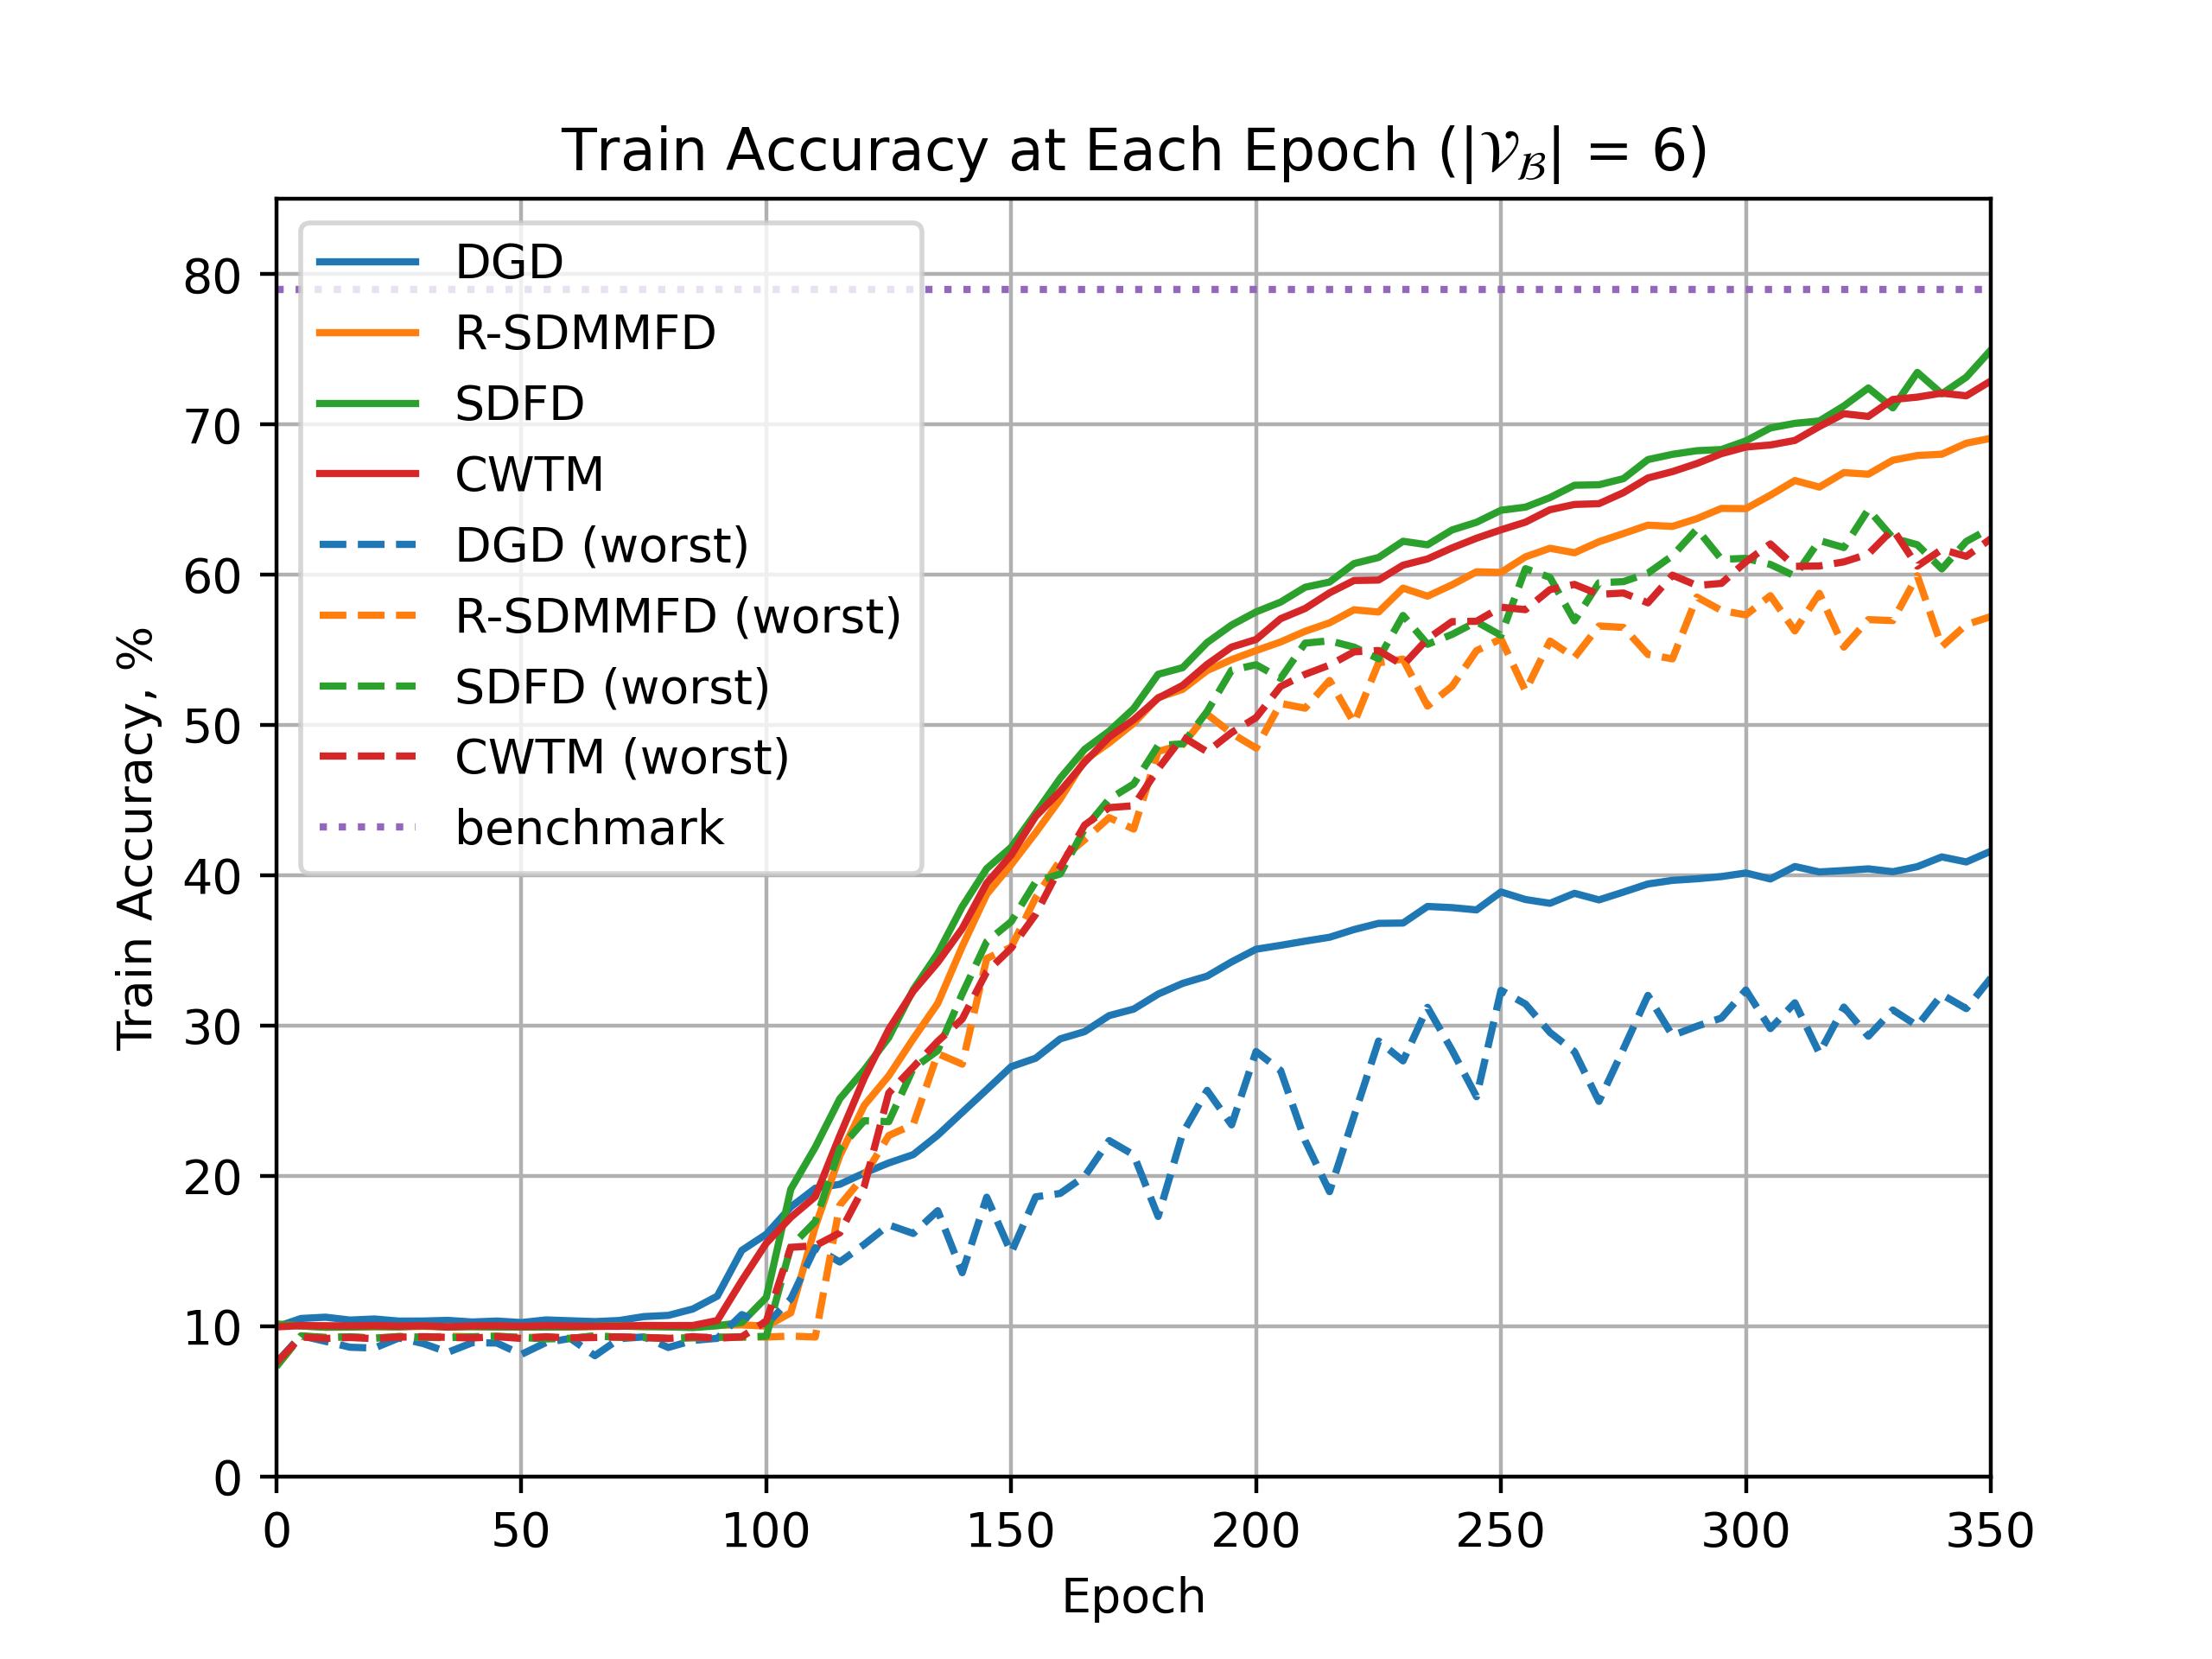 Train Accuracy at Each Epoch (|𝒱ℬ| = 6)
DGD
R-SDMMFD
SDFD
CWTM
DGD (worst)
R-SDMMFD (worst)
SDFD (worst)
CWTM (worst)
benchmark
Train Accuracy, %
80
70
60
50
40
30
20
10
0
0 50 100 150 200 250 300 350
Epoch